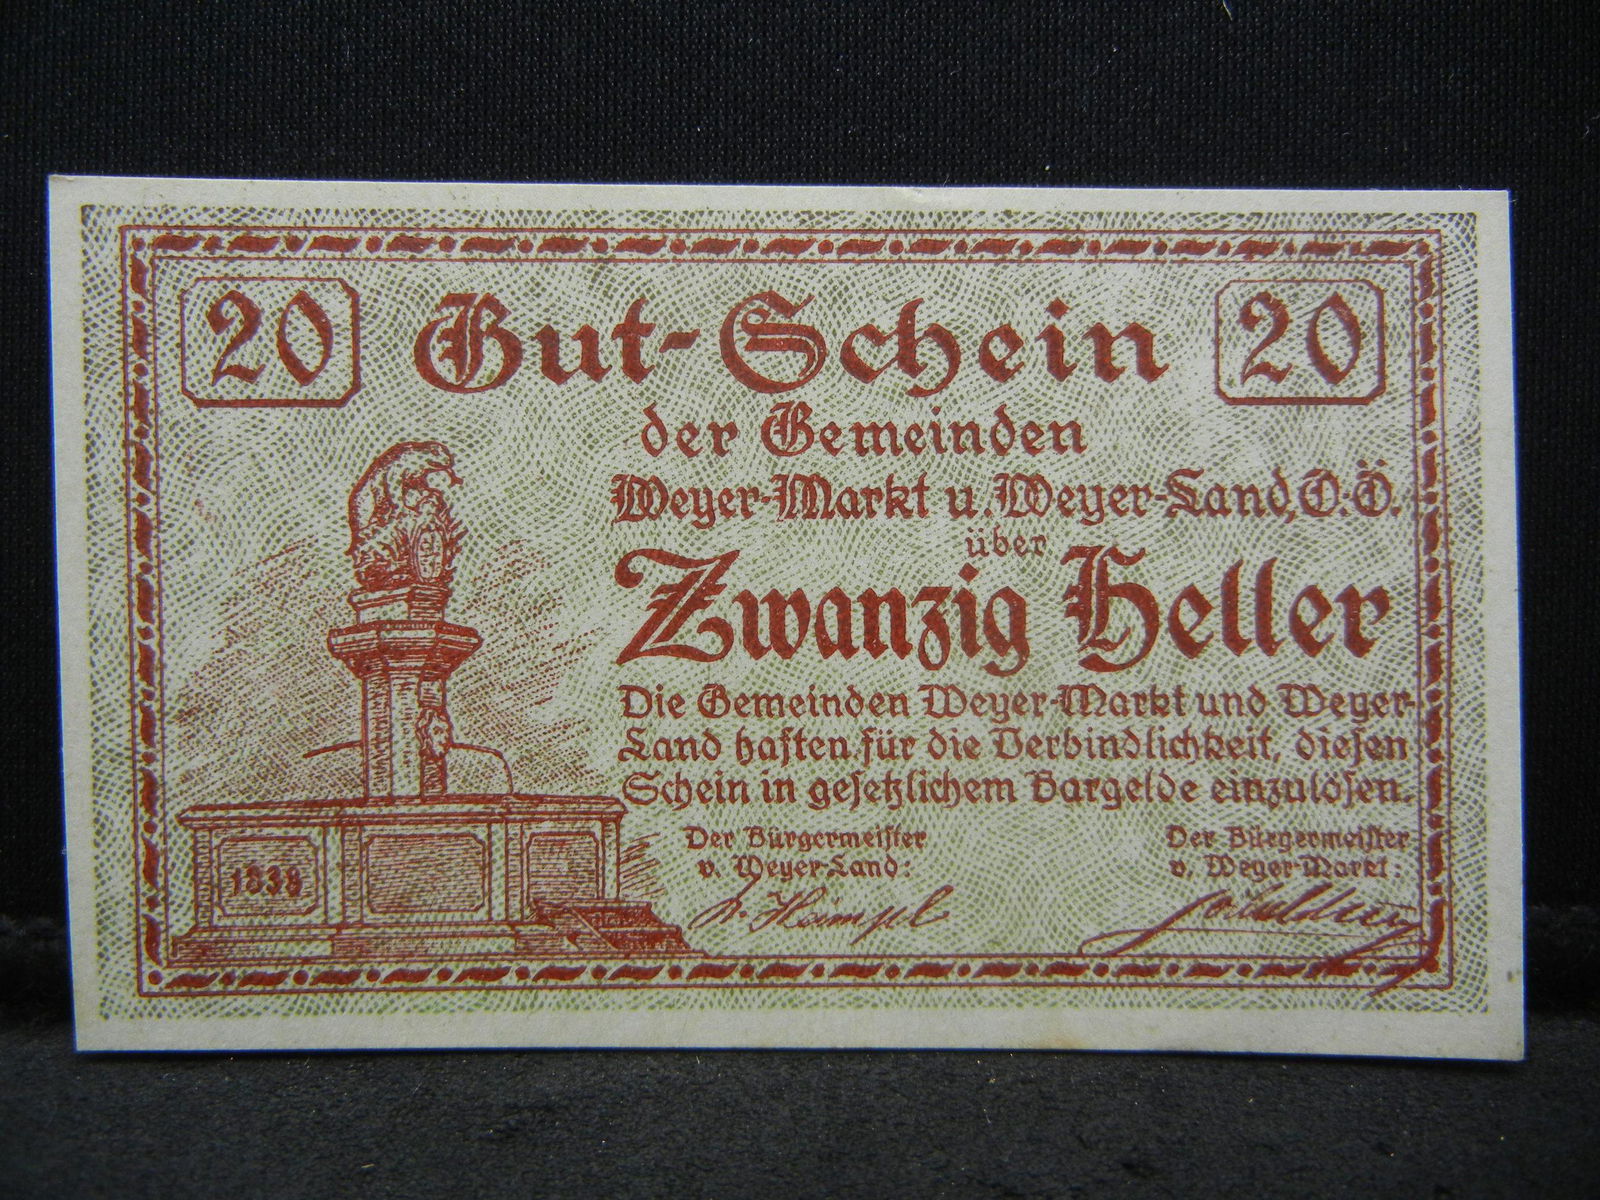 20 Gut-Schein 20
der Gemeinden
Weyer-Markt u. Weyer-Land, O.-Ö.
über
Zwanzig Heller
Die Gemeinden Weyer-Markt und Weyer-
Land haften für die Verbindlichkeit, diesen
Schein in gesetzlichem Bargelde einzulösen.
Der Bürgermeister
v. Weyer-Land:
Der Bürgermeister
v. Weyer-Markt:
1838